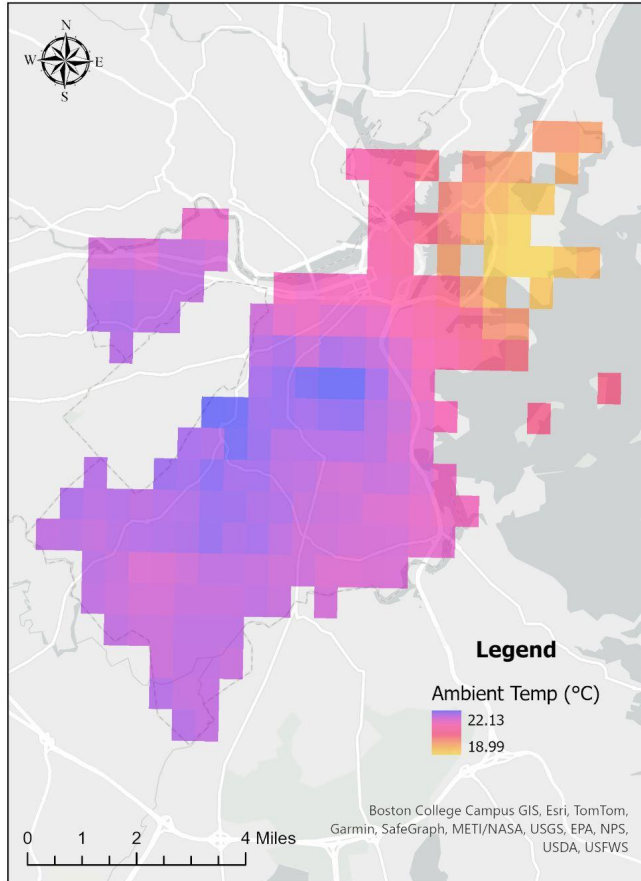 N
W E
S
Legend
Ambient Temp (°C)
22.13
18.99
Boston College Campus GIS, Esri, TomTom,
Garmin, SafeGraph, METI/NASA, USGS, EPA, NPS,
USDA, USFWS
0 1 2 4 Miles